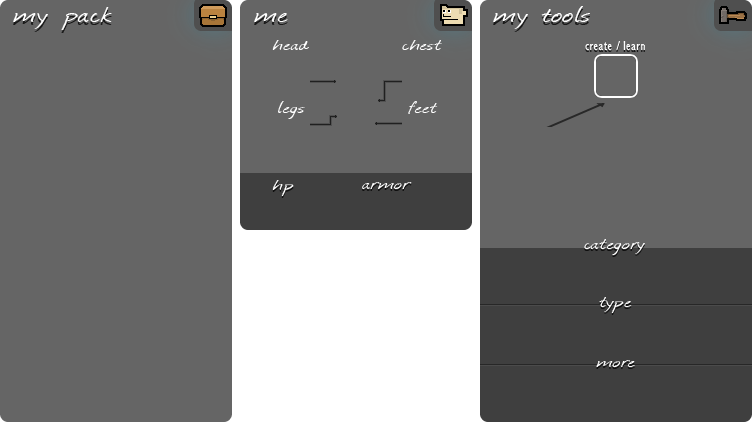 my pack
me
head
chest
legs
feet
hp
armor
my tools
create / learn
category
type
more